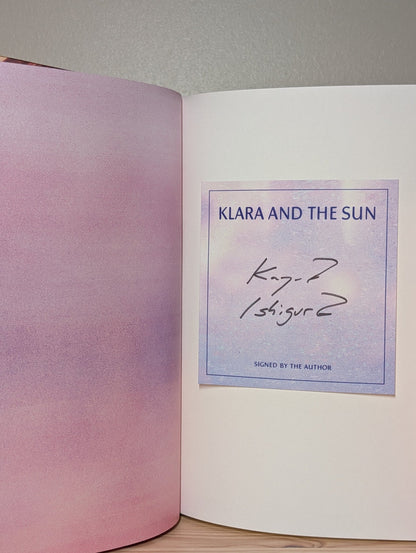 KLARA AND THE SUN
Kazuo
Ishiguro
SIGNED BY THE AUTHOR